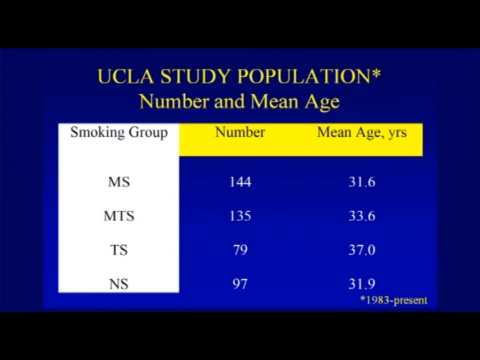 UCLA STUDY POPULATION*
Number and Mean Age
Smoking Group Number Mean Age, yrs
MS 144 31.6
MTS 135 33.6
TS 79 37.0
NS 97 31.9
*1983-present